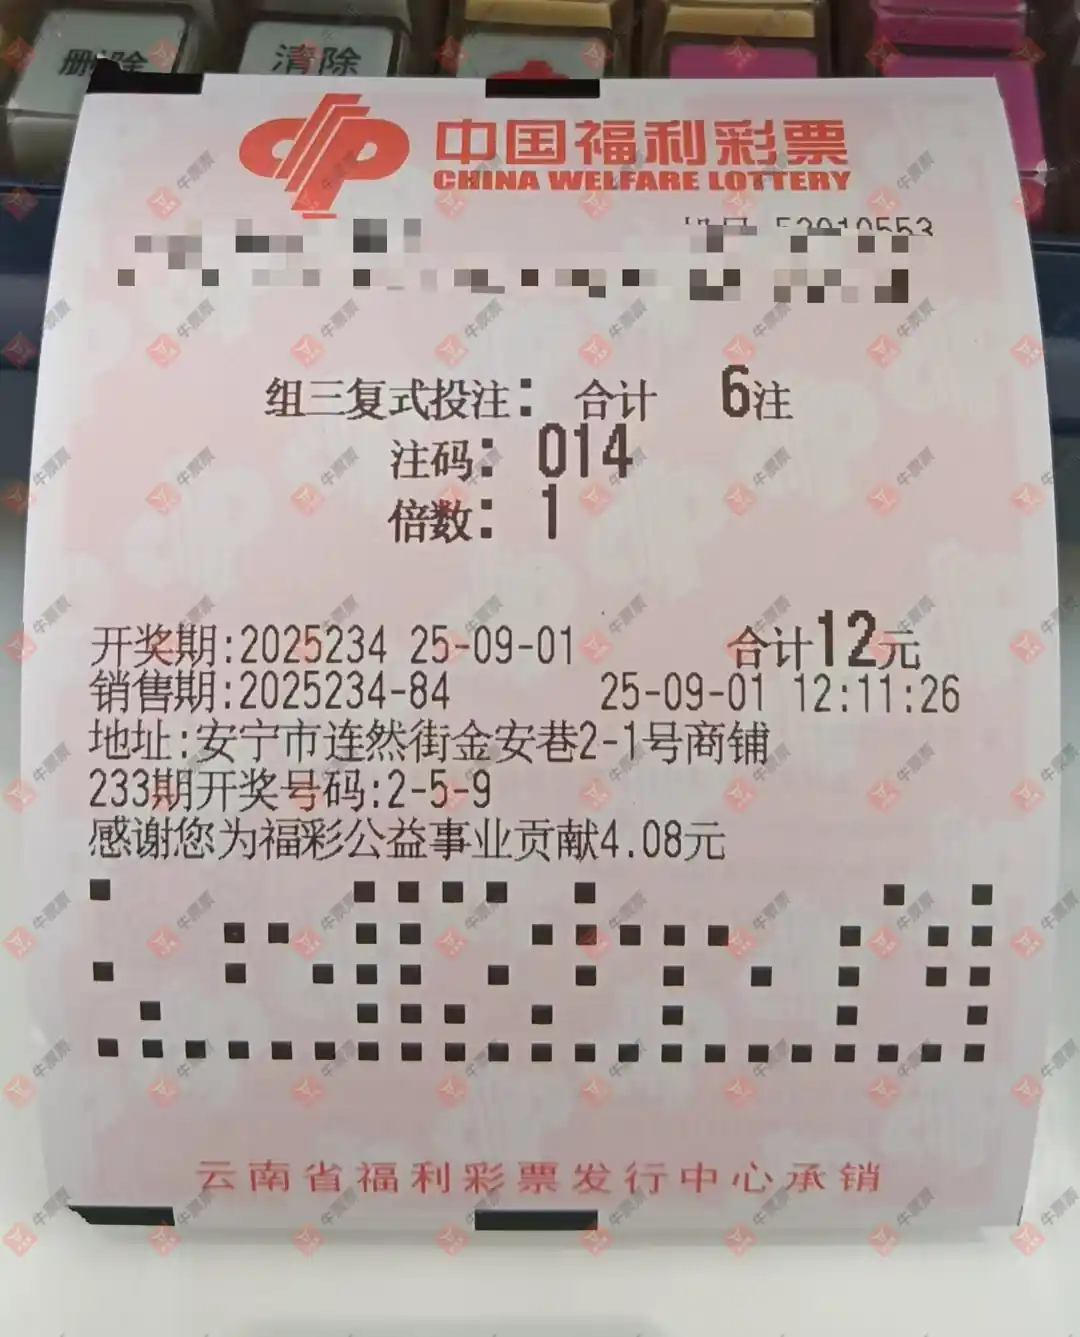 删除
清除
中国福利彩票
CHINA WELFARE LOTTERY
组三复式投注: 合计 6注
注码: 014
倍数: 1
开奖期:2025234 25-09-01 合计12元
销售期:2025234-84 25-09-01 12:11:26
地址:安宁市连然街金安巷2-1号商铺
233期开奖号码:2-5-9
感谢您为福彩公益事业贡献4.08元
云南省福利彩票发行中心承销
牛票票